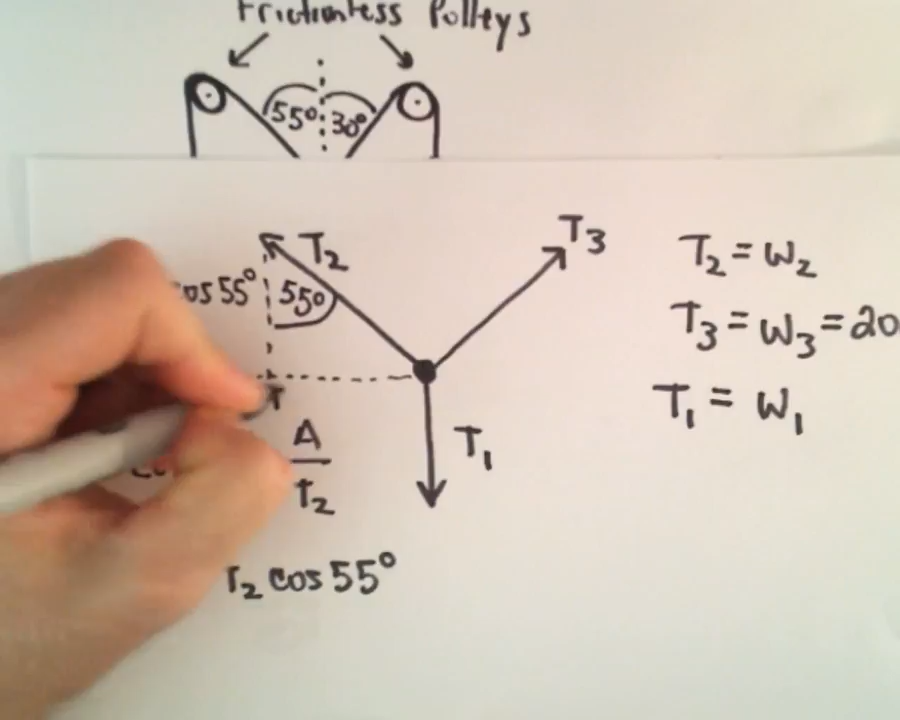 Frictionless Pulleys
55° 30°
T2 T3
cos 55° 55°
T2 = W2
T3 = W3 = 20
T1 = W1
T1
A
T2
T2 cos 55°